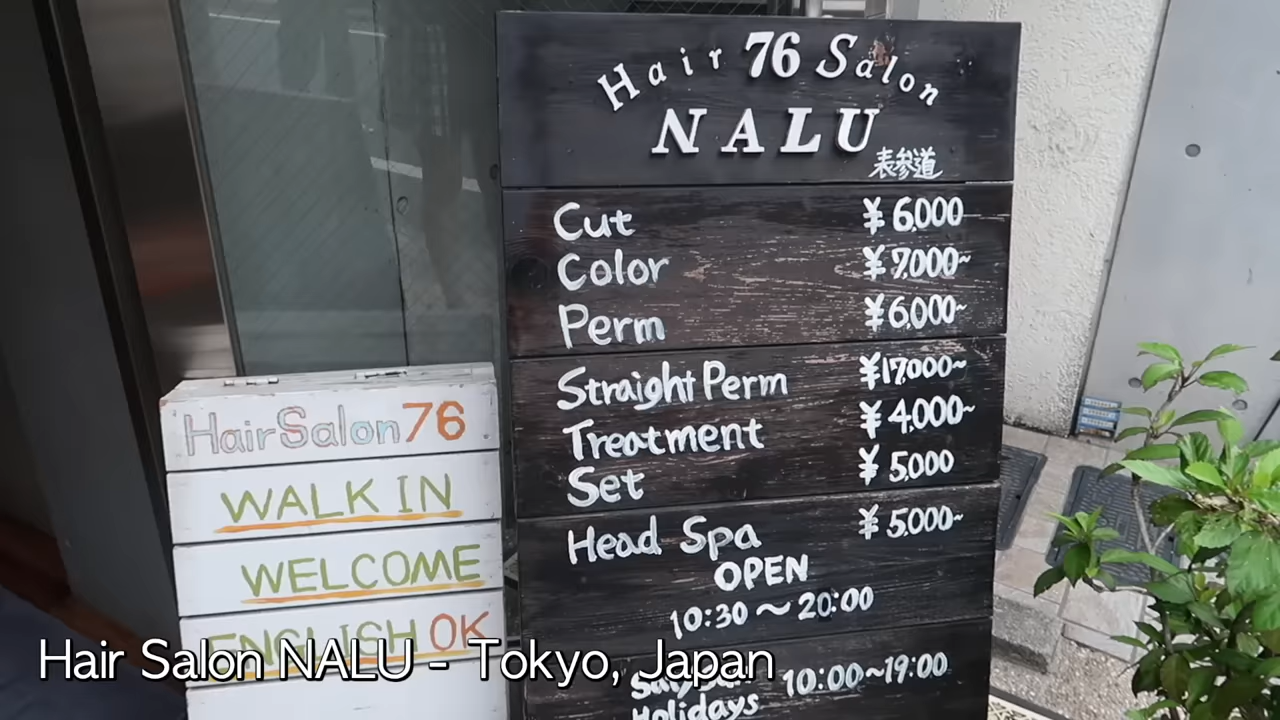 Hair 76 Salon
NALU
表参道
Cut ¥6,000
Color ¥7,000~
Perm ¥6,000~
Straight Perm ¥17,000~
Treatment ¥4,000~
Set ¥5,000
Head Spa ¥5,000~
OPEN
10:30 ~ 20:00
10:00~19:00
Holidays
Hair Salon 76
WALK IN
WELCOME
ENGLISH OK
Hair Salon NALU - Tokyo, Japan